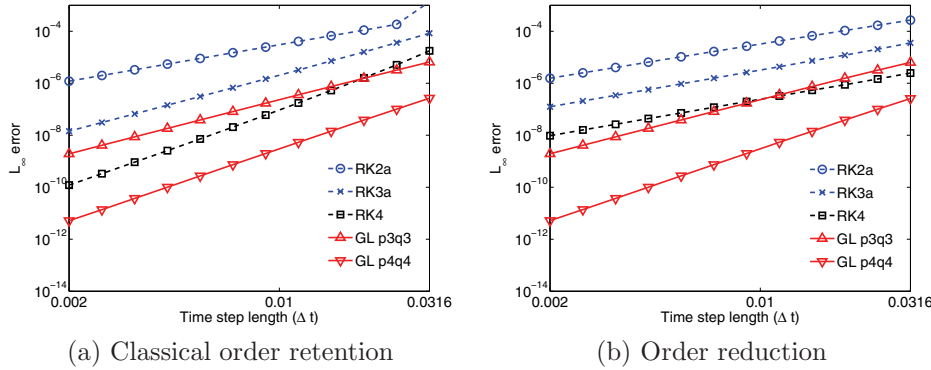 10⁻⁴
10⁻⁶
10⁻⁸
10⁻¹⁰
10⁻¹²
10⁻¹⁴
L∞ error
RK2a
RK3a
RK4
GL p3q3
GL p4q4
0.002 0.01 0.0316
Time step length (Δ t)
(a) Classical order retention
10⁻⁴
10⁻⁶
10⁻⁸
10⁻¹⁰
10⁻¹²
10⁻¹⁴
L∞ error
RK2a
RK3a
RK4
GL p3q3
GL p4q4
0.002 0.01 0.0316
Time step length (Δ t)
(b) Order reduction